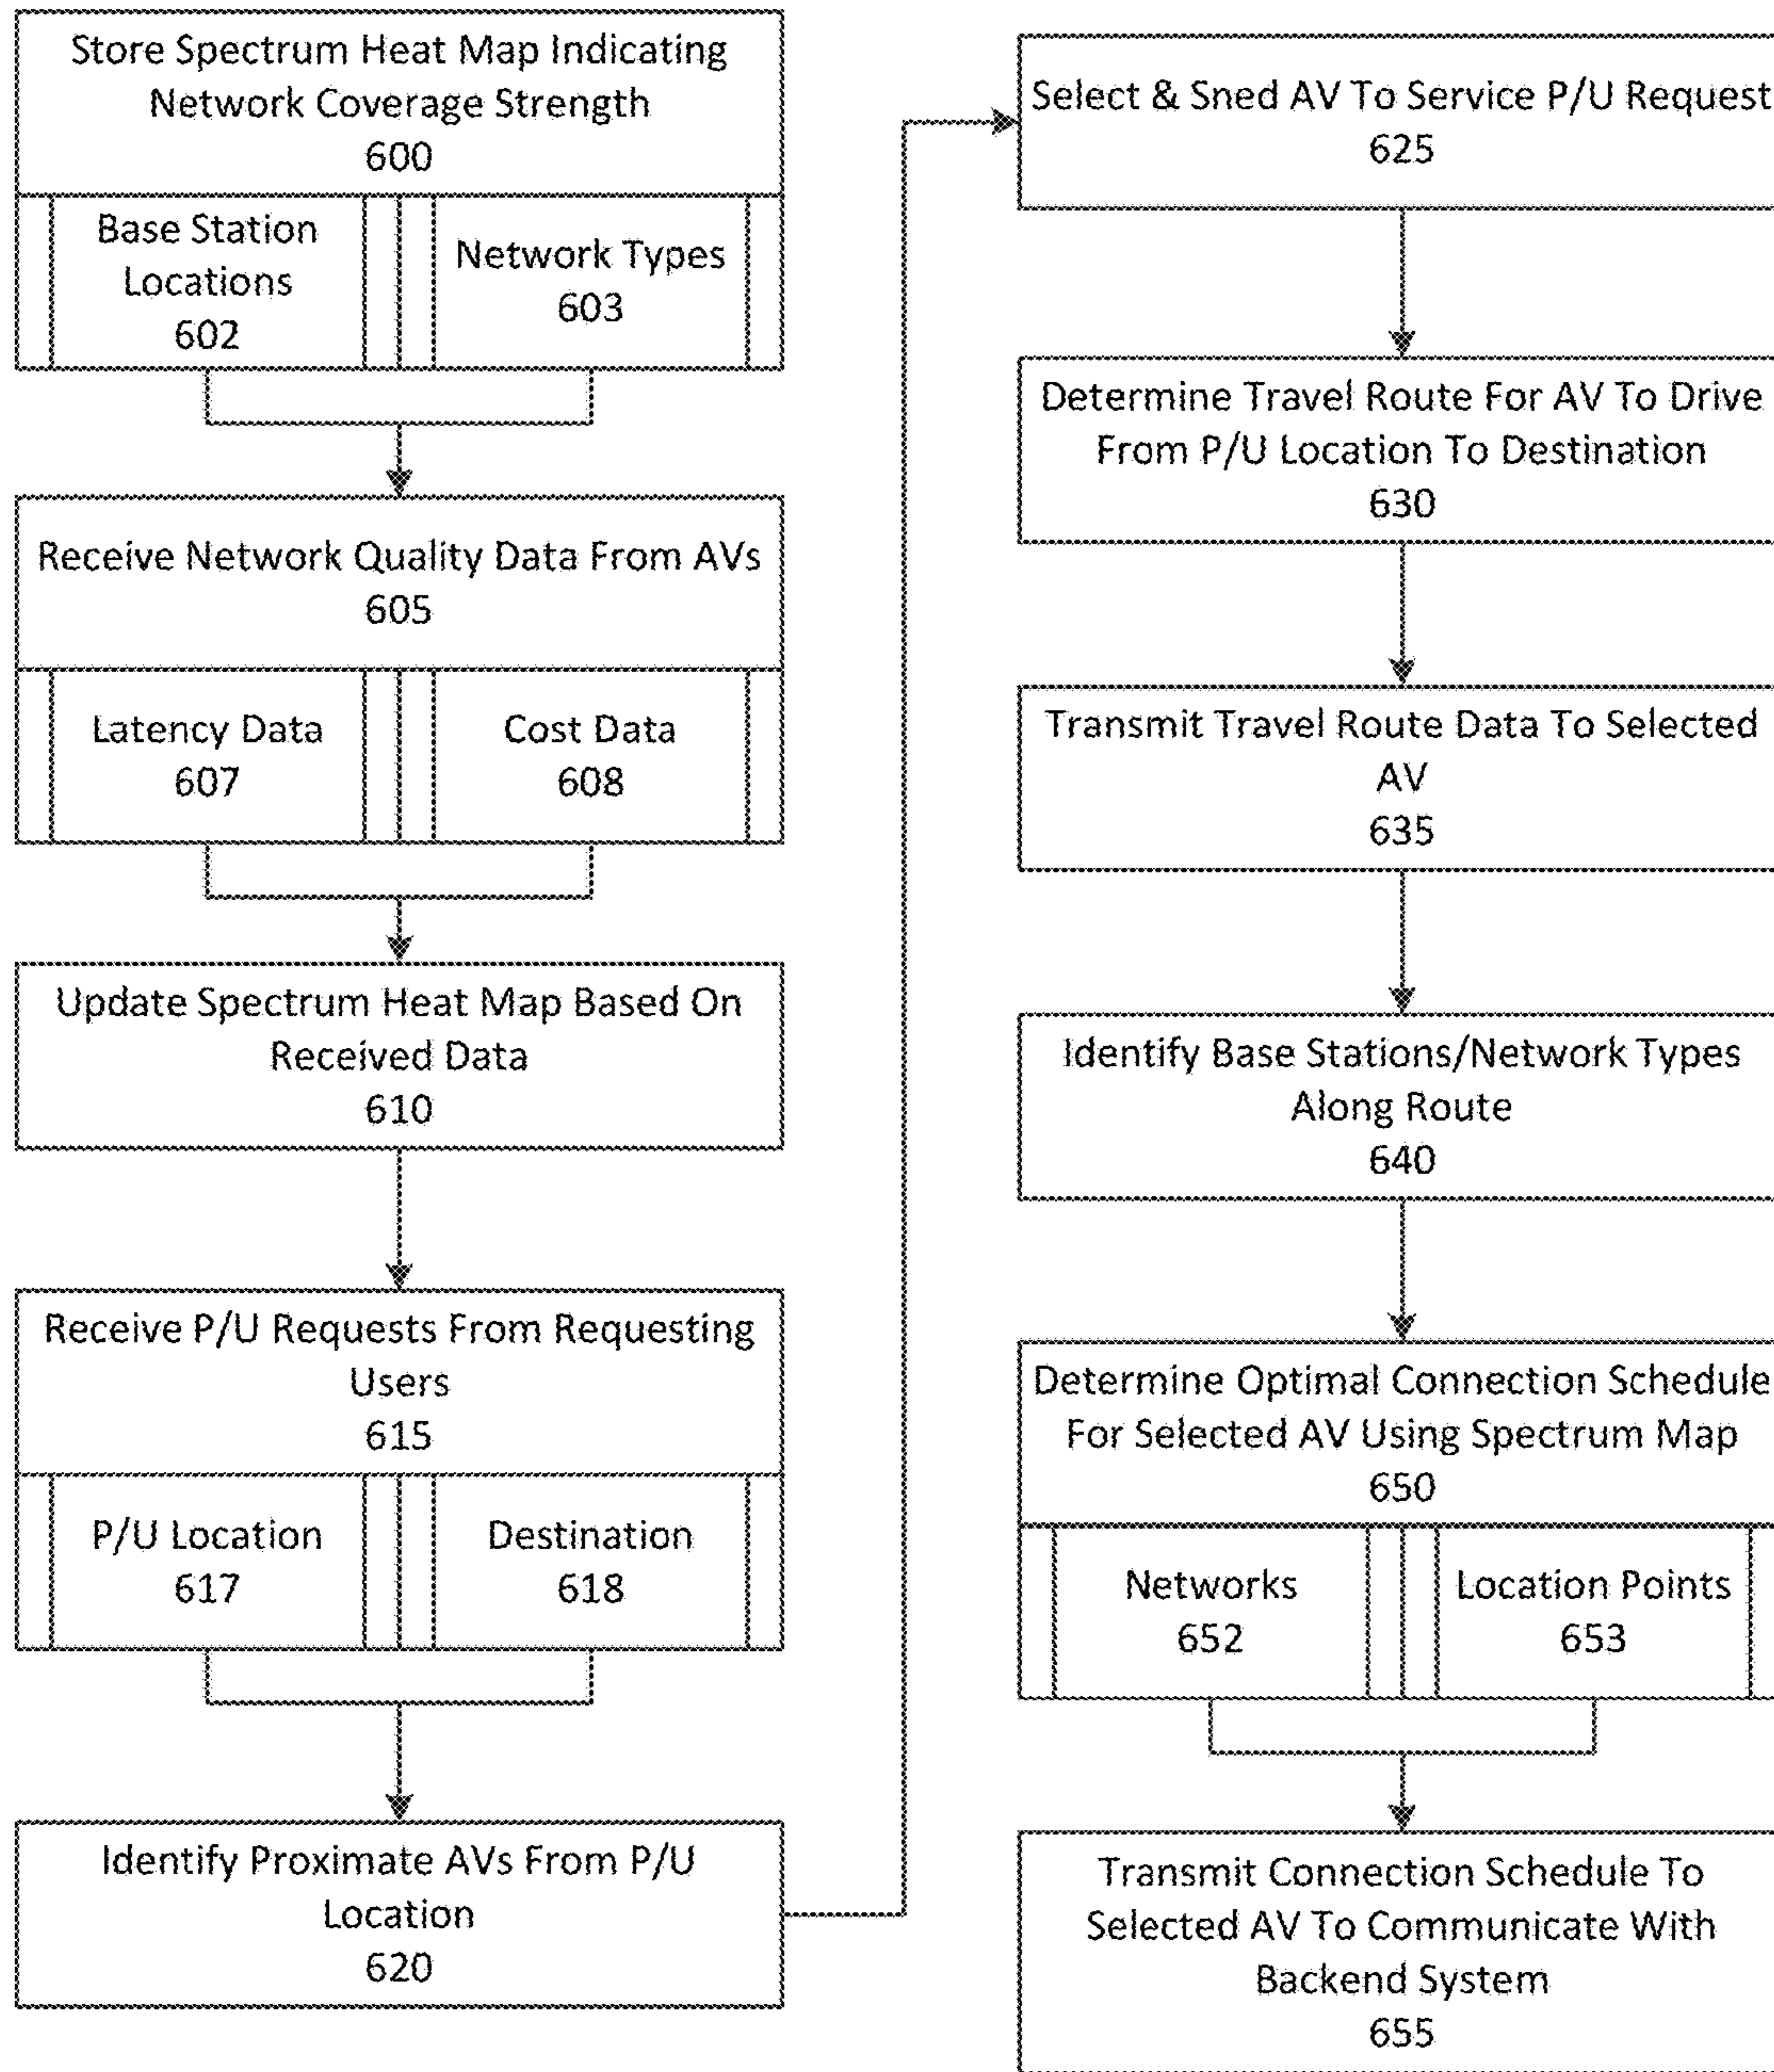 Store Spectrum Heat Map Indicating
Network Coverage Strength
600
Base Station
Locations
602
Network Types
603
Receive Network Quality Data From AVs
605
Latency Data
607
Cost Data
608
Update Spectrum Heat Map Based On
Received Data
610
Receive P/U Requests From Requesting
Users
615
P/U Location
617
Destination
618
Identify Proximate AVs From P/U
Location
620
Select & Sned AV To Service P/U Request
625
Determine Travel Route For AV To Drive
From P/U Location To Destination
630
Transmit Travel Route Data To Selected
AV
635
Identify Base Stations/Network Types
Along Route
640
Determine Optimal Connection Schedule
For Selected AV Using Spectrum Map
650
Networks
652
Location Points
653
Transmit Connection Schedule To
Selected AV To Communicate With
Backend System
655